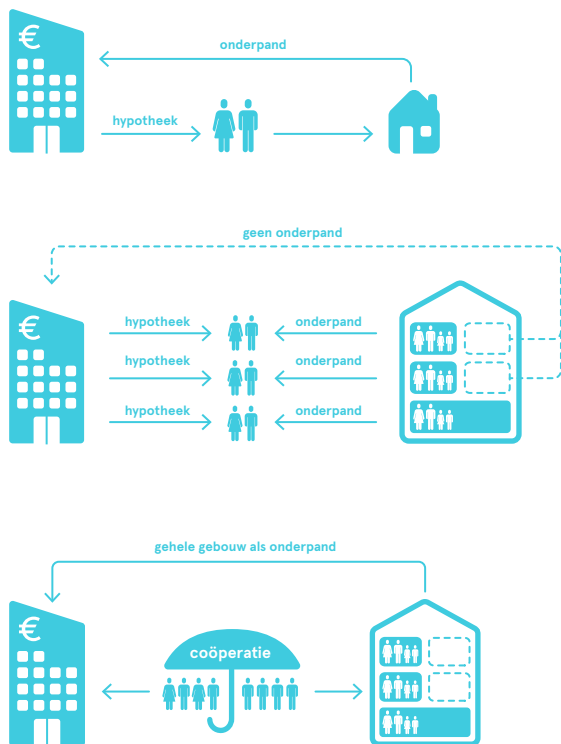 €
onderpand
hypotheek
geen onderpand
€
hypotheek
onderpand
hypotheek
onderpand
hypotheek
onderpand
gehele gebouw als onderpand
€
coöperatie